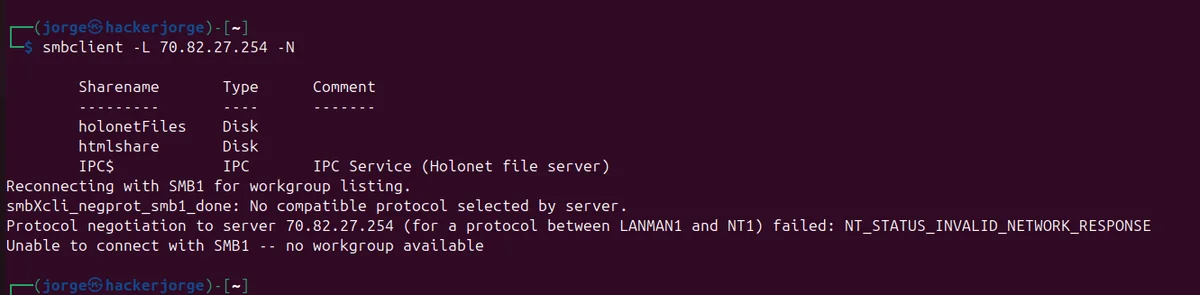 ┌──(jorge㉿hackerjorge)-[~]
└─$ smbclient -L 70.82.27.254 -N
Sharename Type Comment
--------- ---- -------
holonetFiles Disk
htmlshare Disk
IPC$ IPC IPC Service (Holonet file server)
Reconnecting with SMB1 for workgroup listing.
smbXcli_negprot_smb1_done: No compatible protocol selected by server.
Protocol negotiation to server 70.82.27.254 (for a protocol between LANMAN1 and NT1) failed: NT_STATUS_INVALID_NETWORK_RESPONSE
Unable to connect with SMB1 -- no workgroup available
┌──(jorge㉿hackerjorge)-[~]